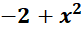 −2 + x²